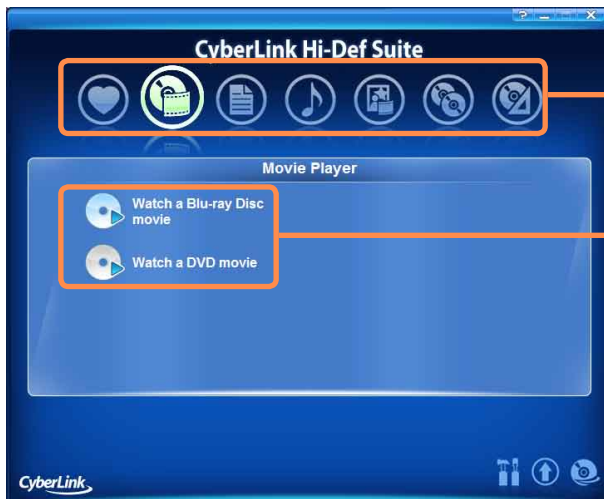 CyberLink Hi-Def Suite
Movie Player
Watch a Blu-ray Disc
movie
Watch a DVD movie
CyberLink